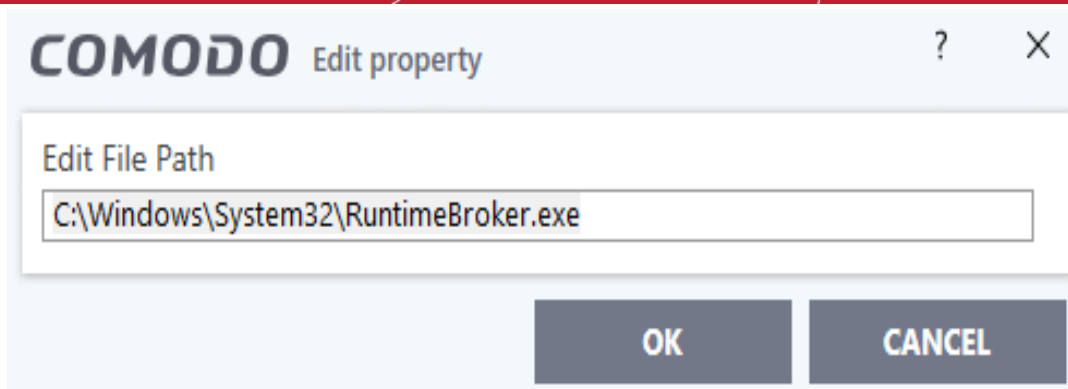 COMODO Edit property ? X
Edit File Path
C:\Windows\System32\RuntimeBroker.exe
OK CANCEL